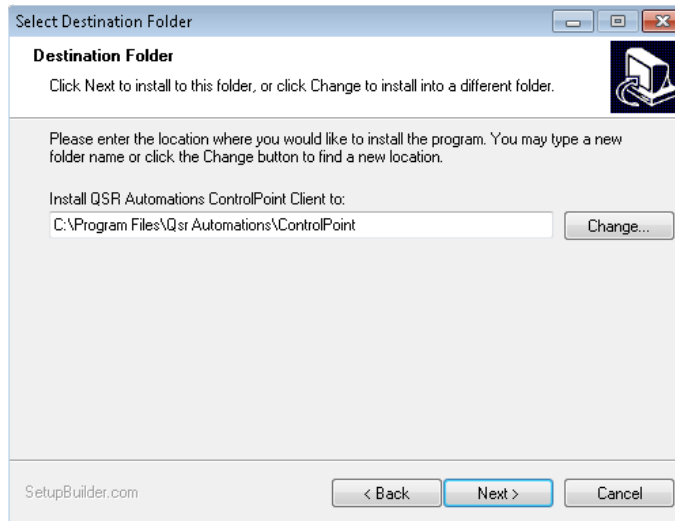 Select Destination Folder
Destination Folder
Click Next to install to this folder, or click Change to install into a different folder.
Please enter the location where you would like to install the program. You may type a new
folder name or click the Change button to find a new location.
Install QSR Automations ControlPoint Client to:
C:\Program Files\Qsr Automations\ControlPoint
Change...
SetupBuilder.com
< Back
Next >
Cancel